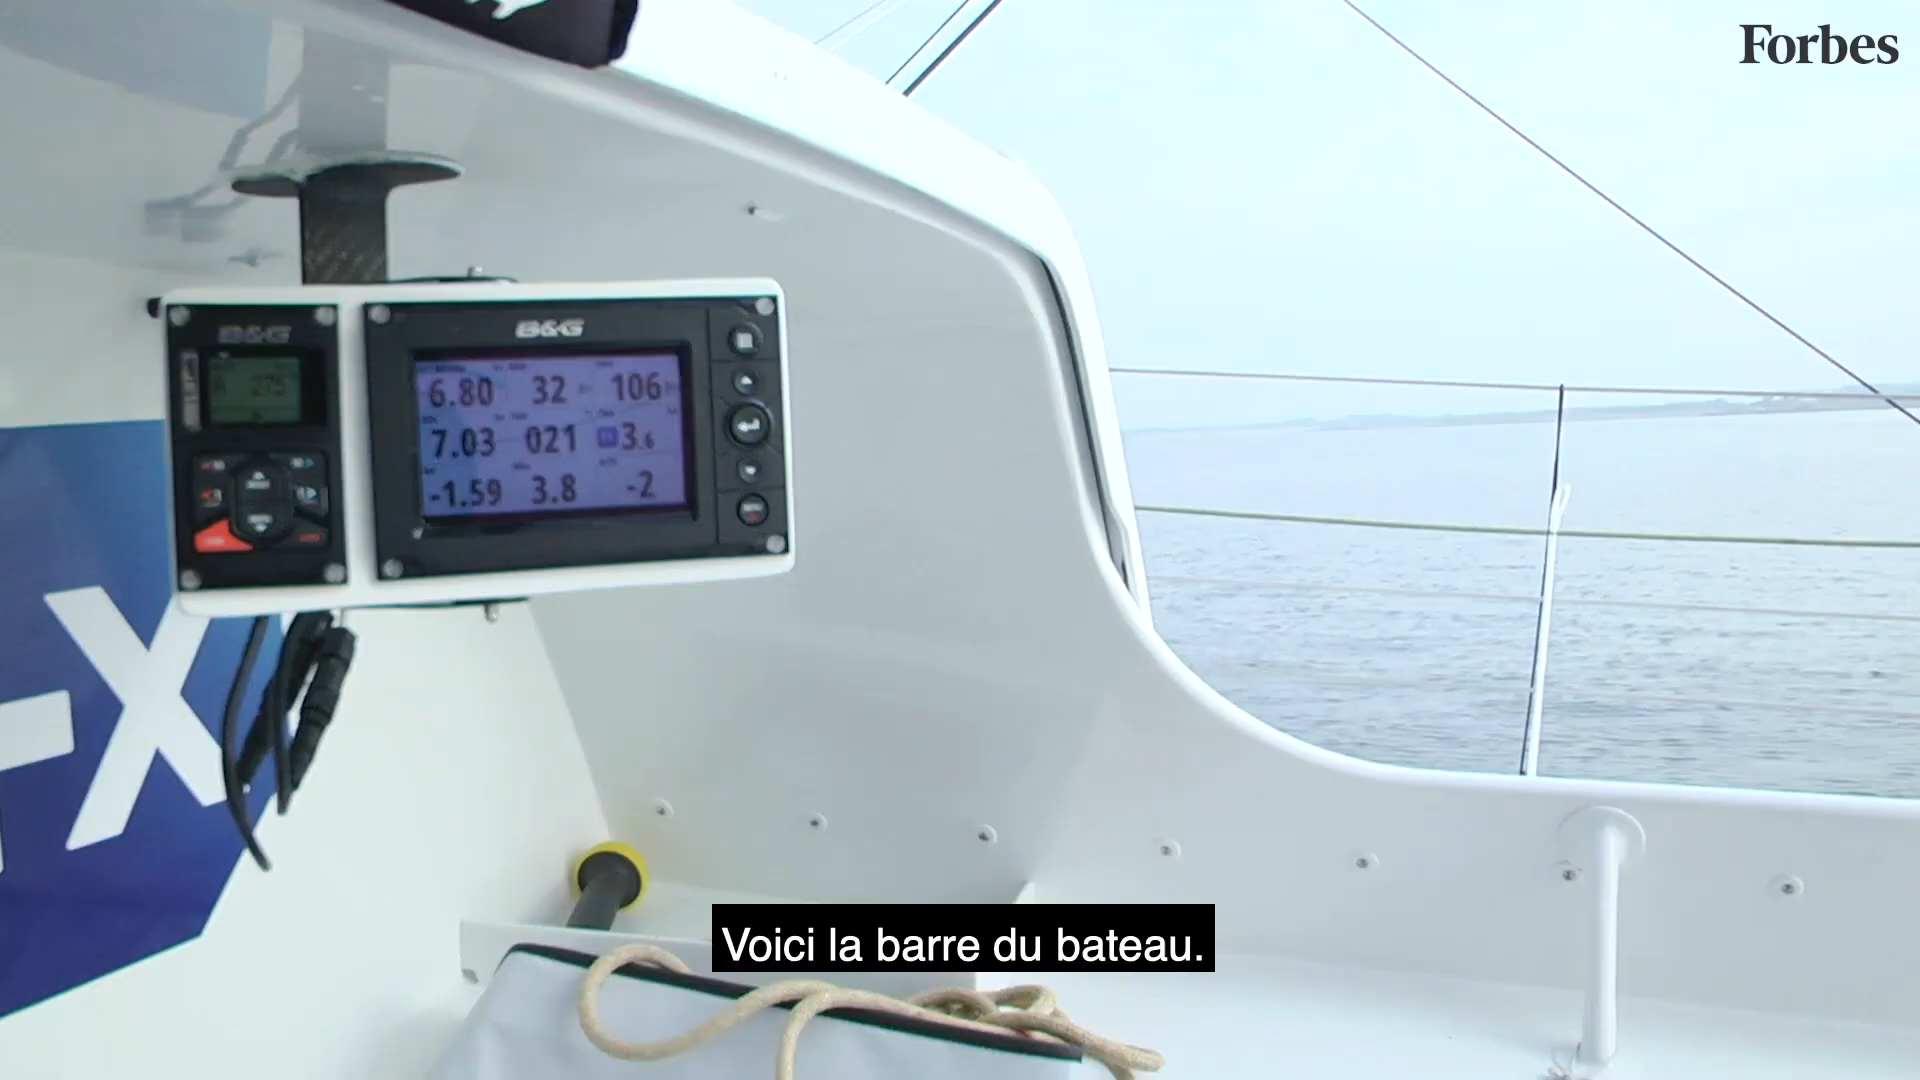 Forbes
B&G
B&G
275
6.80 32 106
7.03 021 3.6
-1.59 3.8 -2
-X
Voici la barre du bateau.